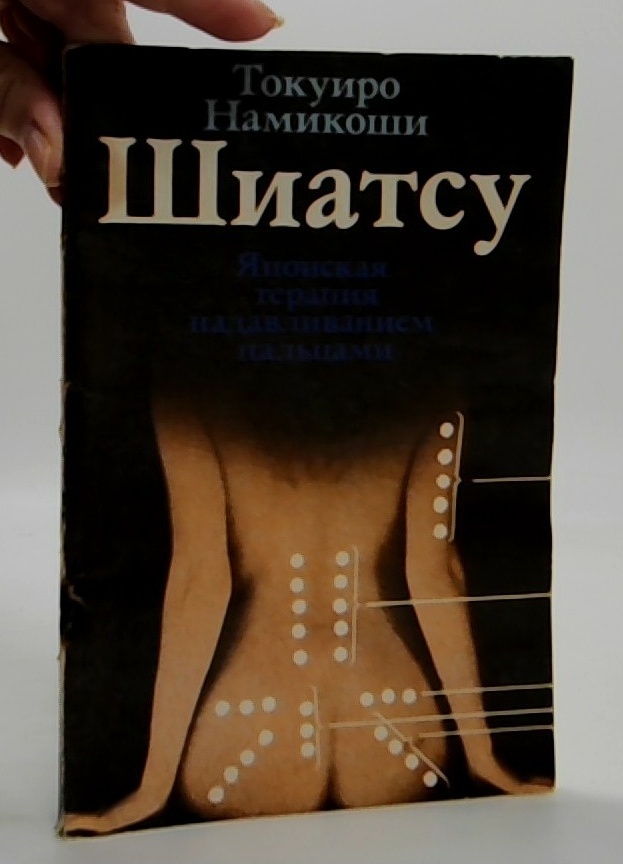 Токуиро
Намикоши
Шиатсу
Японская
терапия
надавливанием
пальцами